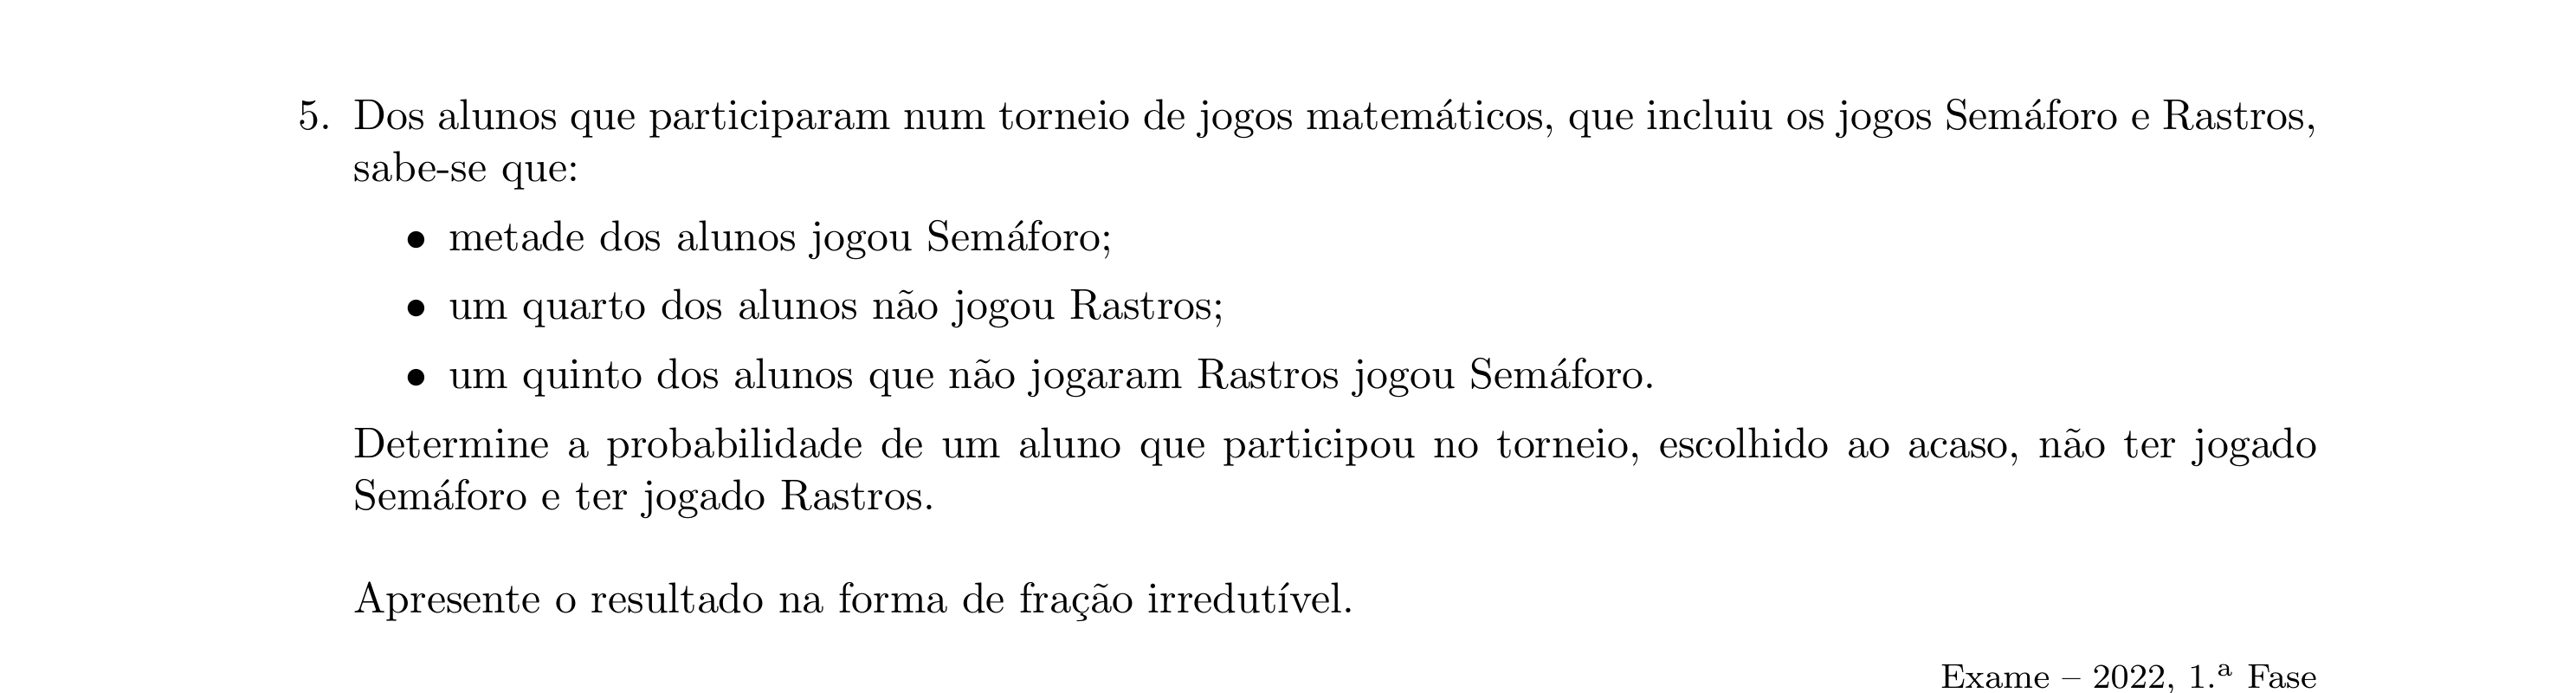 5. Dos alunos que participaram num torneio de jogos matemáticos, que incluiu os jogos Semáforo e Rastros,
sabe-se que:
• metade dos alunos jogou Semáforo;
• um quarto dos alunos não jogou Rastros;
• um quinto dos alunos que não jogaram Rastros jogou Semáforo.
Determine a probabilidade de um aluno que participou no torneio, escolhido ao acaso, não ter jogado
Semáforo e ter jogado Rastros.
Apresente o resultado na forma de fração irredutível.
Exame – 2022, 1.ª Fase